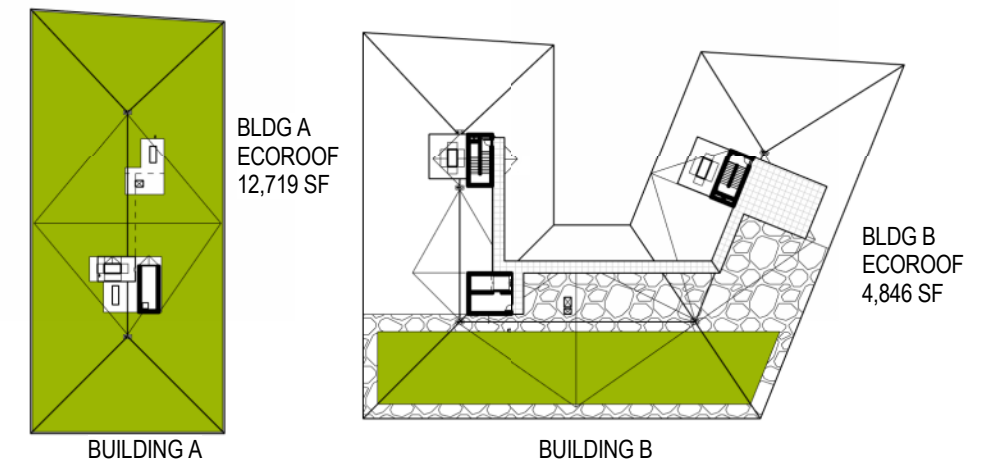 BLDG A
ECOROOF
12,719 SF
BLDG B
ECOROOF
4,846 SF
BUILDING A
BUILDING B